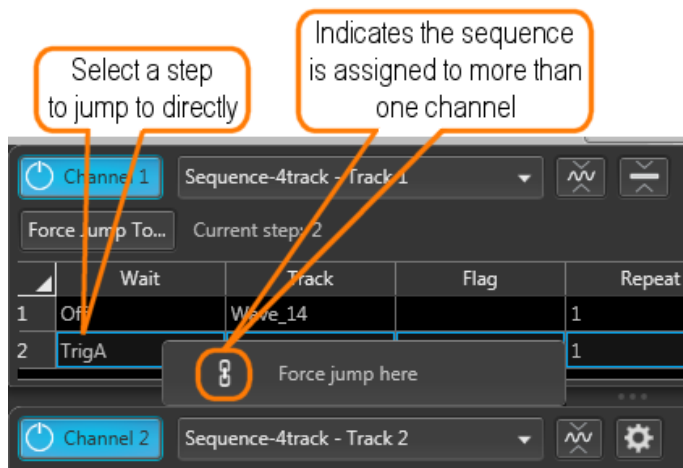 Indicates the sequence
is assigned to more than
one channel
Select a step
to jump to directly
Channel 1
Sequence-4track - Track 1
Force Jump To...
Current step: 2
Wait
Track
Flag
Repeat
1
Off
Wave_14
1
2
TrigA
1
Force jump here
Channel 2
Sequence-4track - Track 2